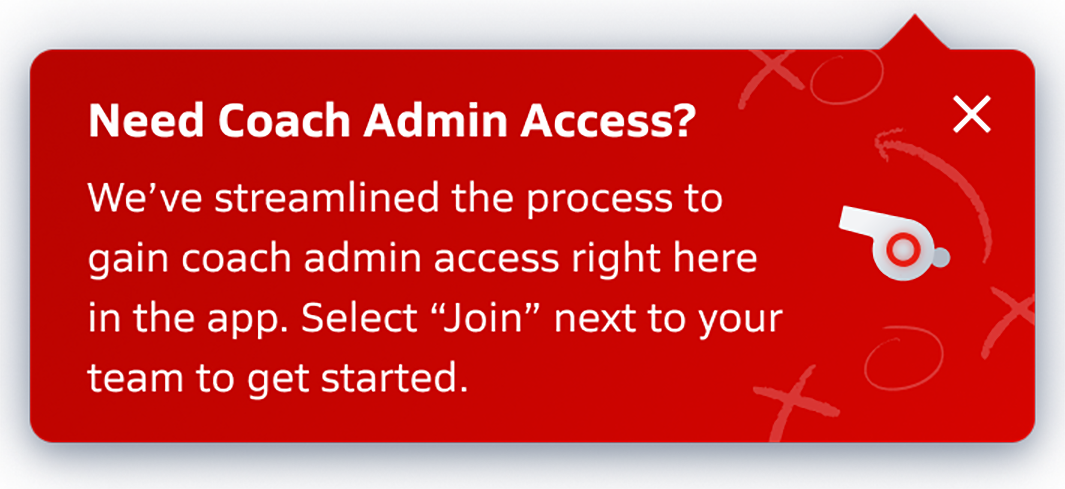 Need Coach Admin Access?
We’ve streamlined the process to
gain coach admin access right here
in the app. Select “Join” next to your
team to get started.